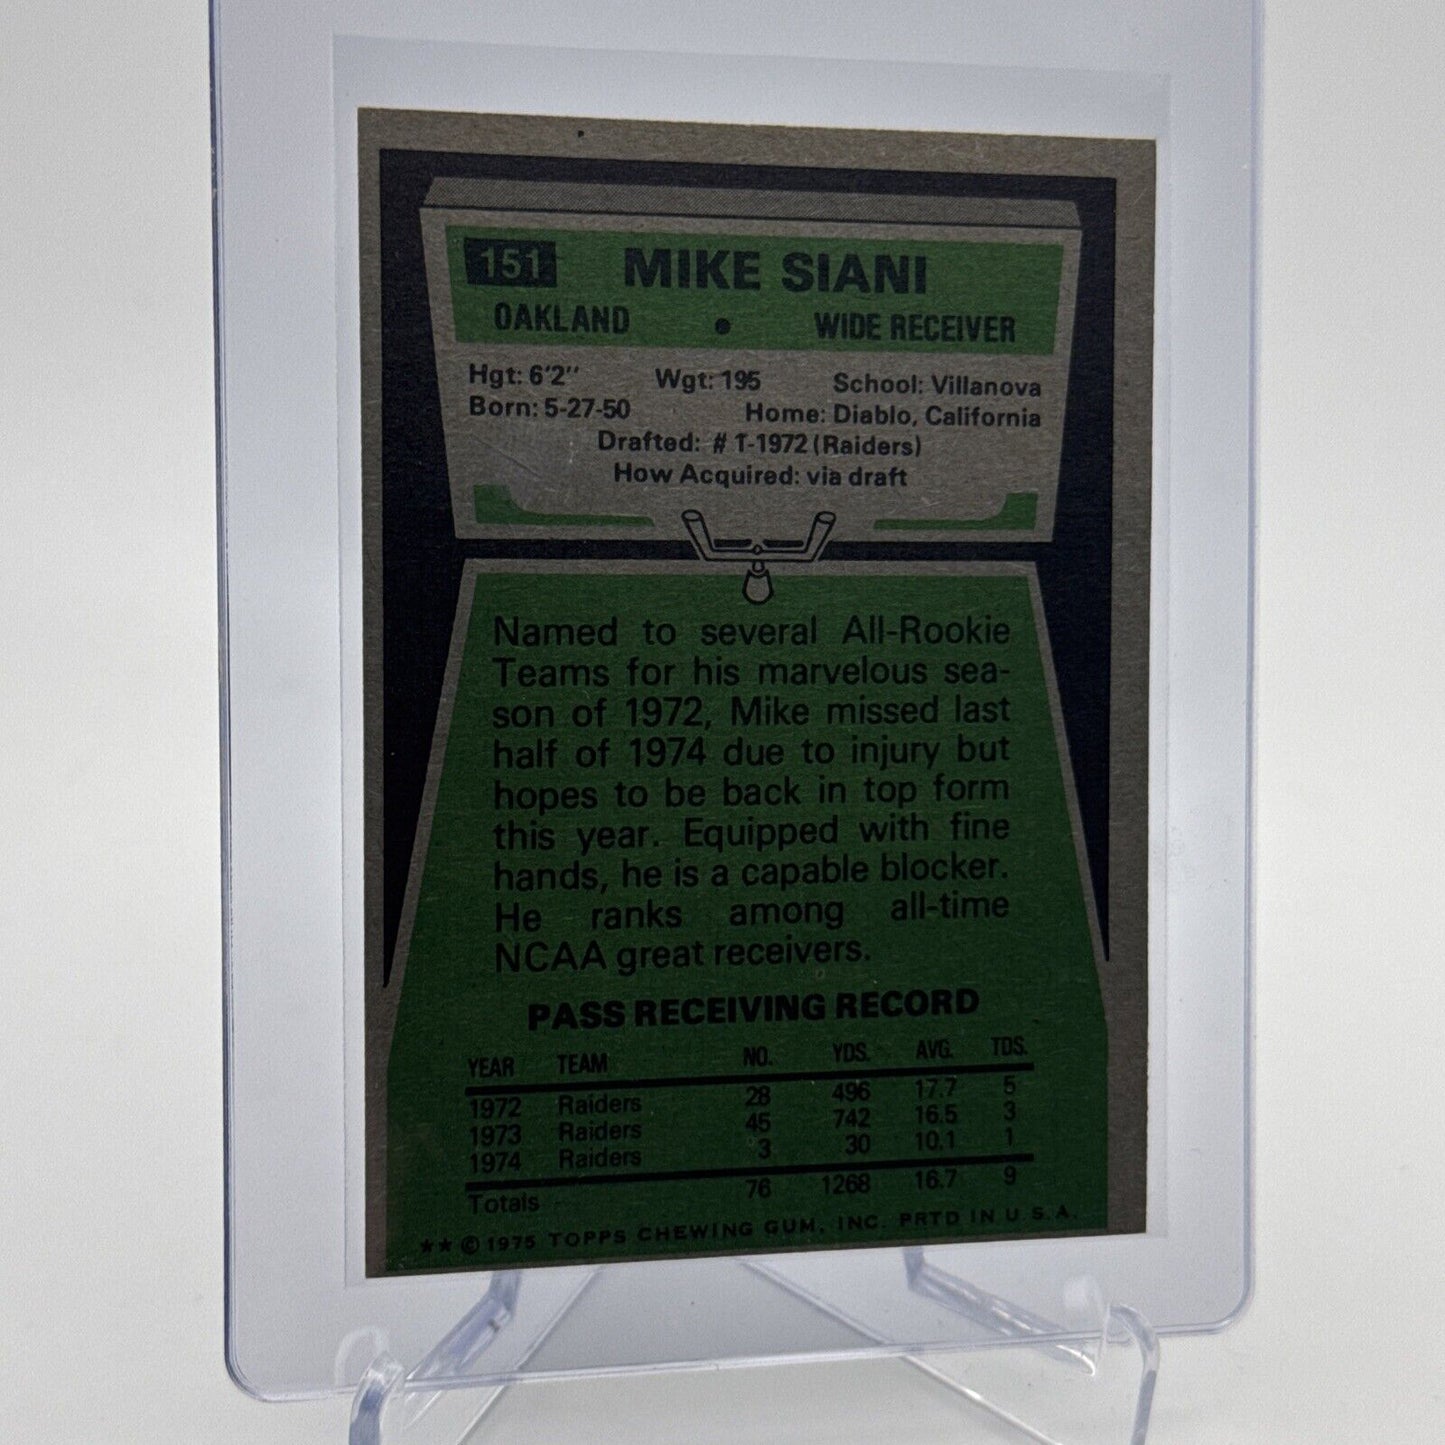 151 MIKE SIANI
OAKLAND • WIDE RECEIVER
Hgt: 6'2" Wgt: 195 School: Villanova
Born: 5-27-50 Home: Diablo, California
Drafted: # 1-1972 (Raiders)
How Acquired: via draft
Named to several All-Rookie
Teams for his marvelous sea-
son of 1972, Mike missed last
half of 1974 due to injury but
hopes to be back in top form
this year. Equipped with fine
hands, he is a capable blocker.
He ranks among all-time
NCAA great receivers.
PASS RECEIVING RECORD
YEAR TEAM NO. YDS. AVG. TDS.
1972 Raiders 28 496 17.7 5
1973 Raiders 45 742 16.5 3
1974 Raiders 3 30 10.1 1
Totals 76 1268 16.7 9
★★ © 1975 TOPPS CHEWING GUM, INC. PRTD IN U.S.A.